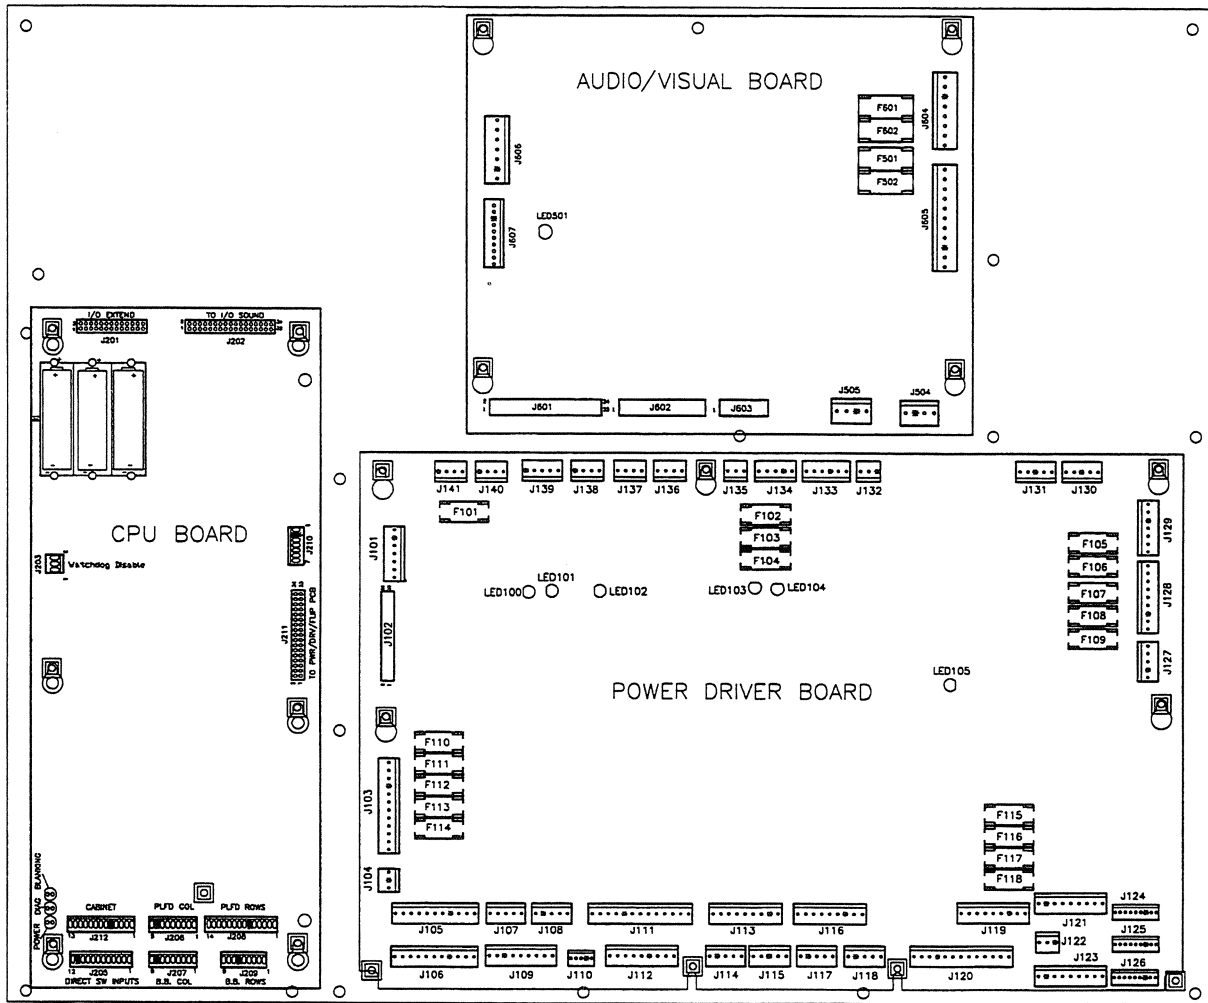 AUDIO/VISUAL BOARD
F601
F602
F501
F502
J604
J605
J606
J607
LED501
J601
J602
J603
J505
J504
I/O EXTEND
J201
TO I/O SOUND
J202
CPU BOARD
J203
Watchdog Disable
J210
J211
TO PWR/DRV/FLIP PCB
POWER DIAG BLANKING
CABINET
J212
PLFD COL
J206
PLFD ROWS
J208
J205
DIRECT SW INPUTS
J207
B.B. COL
J209
B.B. ROWS
J141 J140 J139 J138 J137 J136 J135 J134 J133 J132 J131 J130
F101
F102
F103
F104
J101
J102
LED100
LED101
LED102
LED103
LED104
F105
F106
F107
F108
F109
J129
J128
J127
LED105
POWER DRIVER BOARD
F110
F111
F112
F113
F114
J103
J104
F115
F116
F117
F118
J105 J107 J108 J111 J113 J116 J119 J121 J124
J122 J125
J106 J109 J110 J112 J114 J115 J117 J118 J120 J123 J126